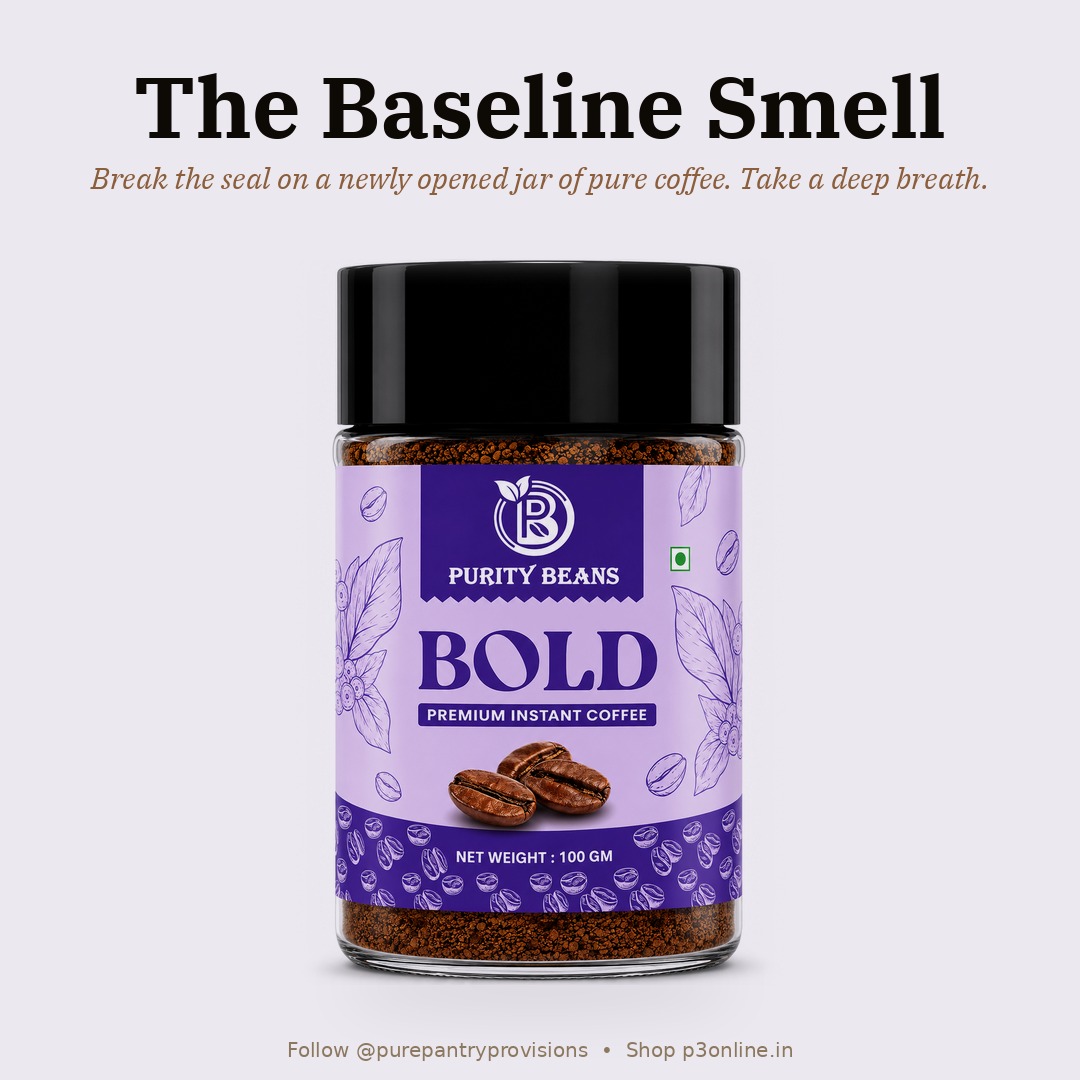 The Baseline Smell
Break the seal on a newly opened jar of pure coffee. Take a deep breath.
PURITY BEANS
BOLD
PREMIUM INSTANT COFFEE
NET WEIGHT : 100 GM
Follow @purepantryprovisions • Shop p3online.in